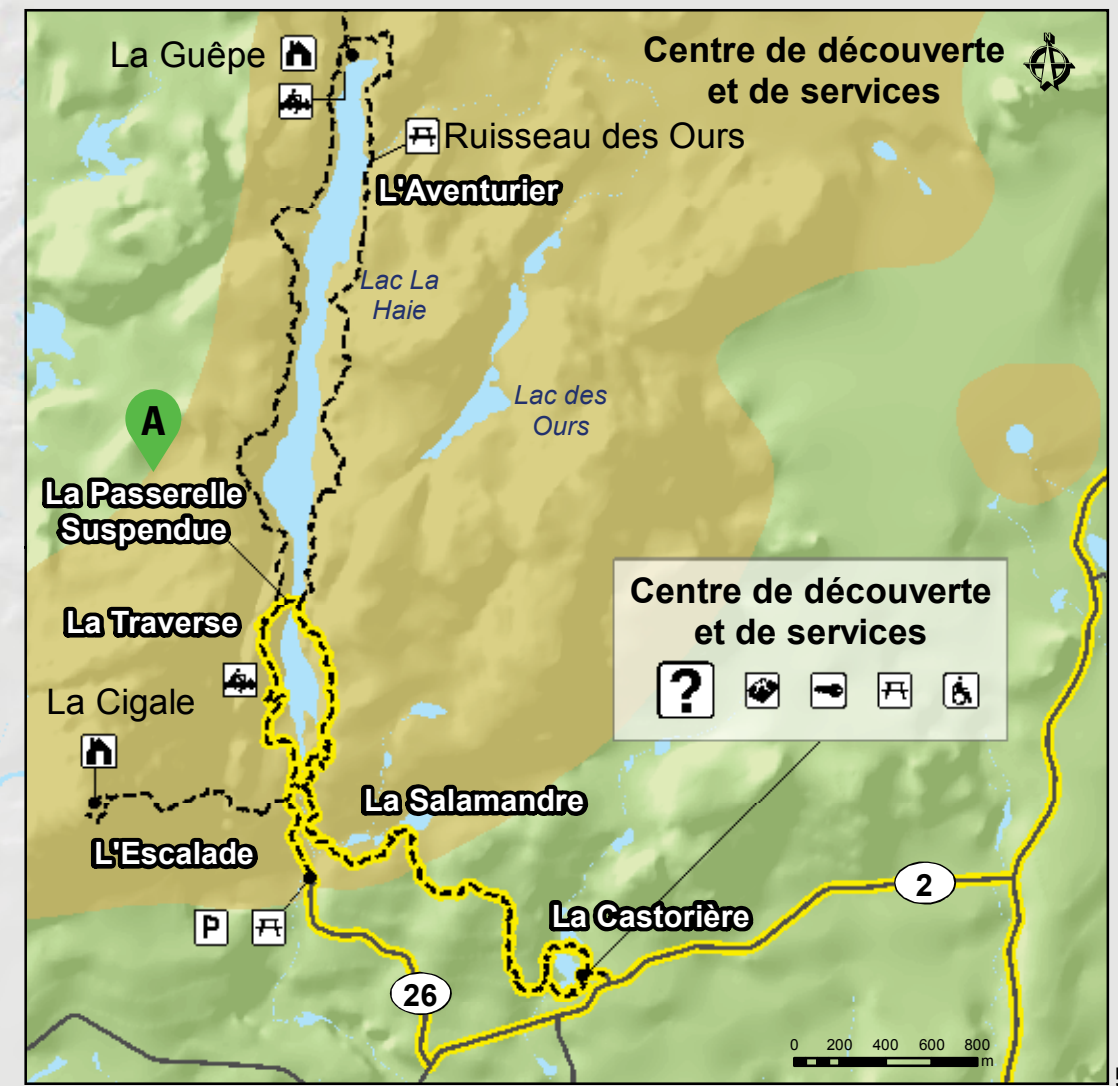 La Guêpe
Centre de découverte
et de services
N
Ruisseau des Ours
L'Aventurier
Lac La
Haie
Lac des
Ours
A
La Passerelle
Suspendue
Centre de découverte
et de services
?
La Traverse
La Cigale
La Salamandre
L'Escalade
2
La Castorière
P
26
0 200 400 600 800
m